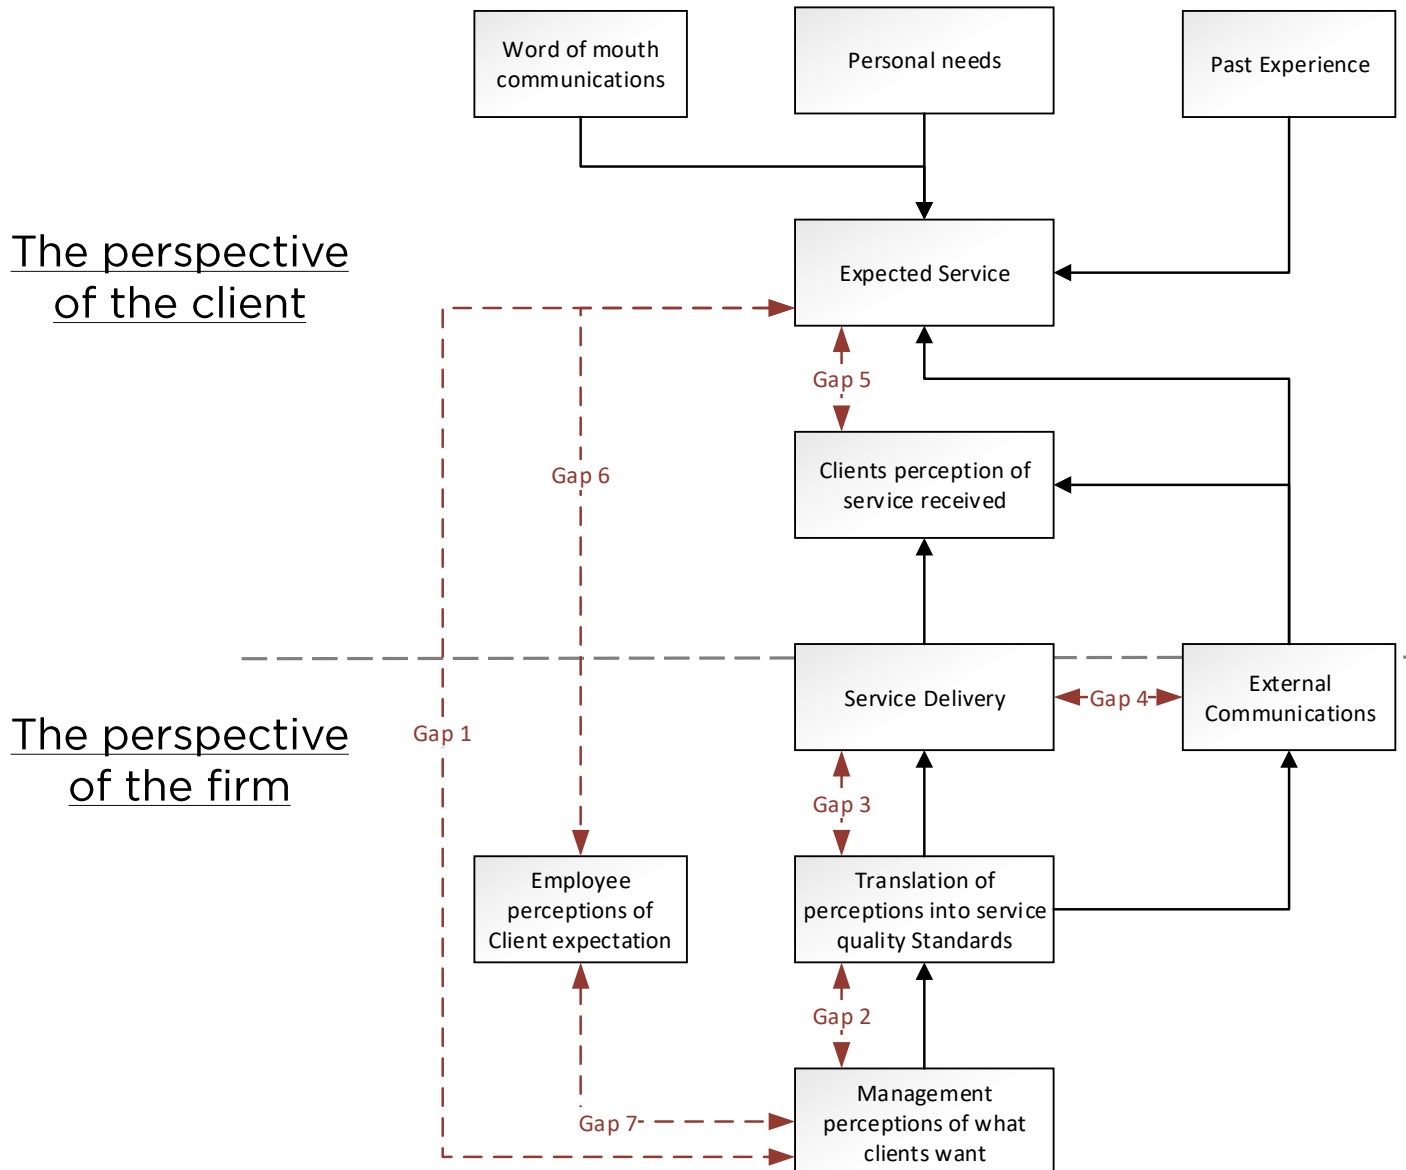 Word of mouth
communications
Personal needs
Past Experience
The perspective
of the client
Expected Service
Gap 5
Clients perception of
service received
Gap 6
Service Delivery
Gap 4
External
Communications
The perspective
of the firm
Gap 1
Gap 3
Employee
perceptions of
Client expectation
Translation of
perceptions into service
quality Standards
Gap 2
Management
perceptions of what
clients want
Gap 7